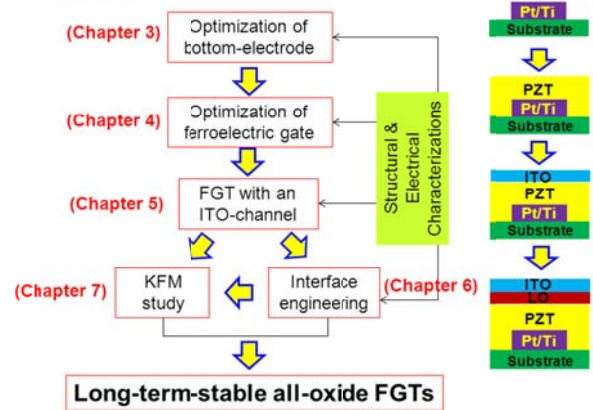 (Chapter 3)
Optimization of
bottom-electrode
(Chapter 4)
Optimization of
ferroelectric gate
(Chapter 5)
FGT with an
ITO-channel
(Chapter 7)
KFM
study
Interface
engineering
(Chapter 6)
Long-term-stable all-oxide FGTs
Structural &
Electrical
Characterizations
Pt/Ti
Substrate
PZT
Pt/Ti
Substrate
ITO
PZT
Pt/Ti
Substrate
ITO
LO
PZT
Pt/Ti
Substrate